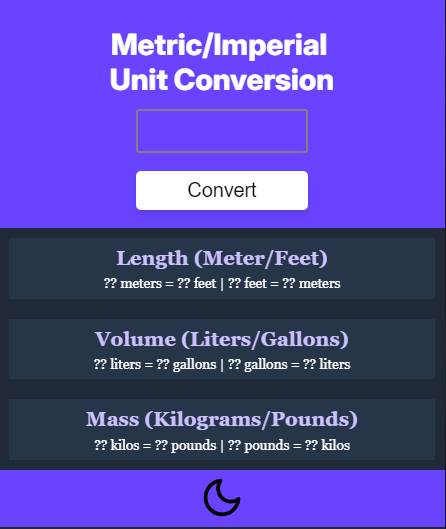 Metric/Imperial
Unit Conversion
Convert
Length (Meter/Feet)
?? meters = ?? feet | ?? feet = ?? meters
Volume (Liters/Gallons)
?? liters = ?? gallons | ?? gallons = ?? liters
Mass (Kilograms/Pounds)
?? kilos = ?? pounds | ?? pounds = ?? kilos